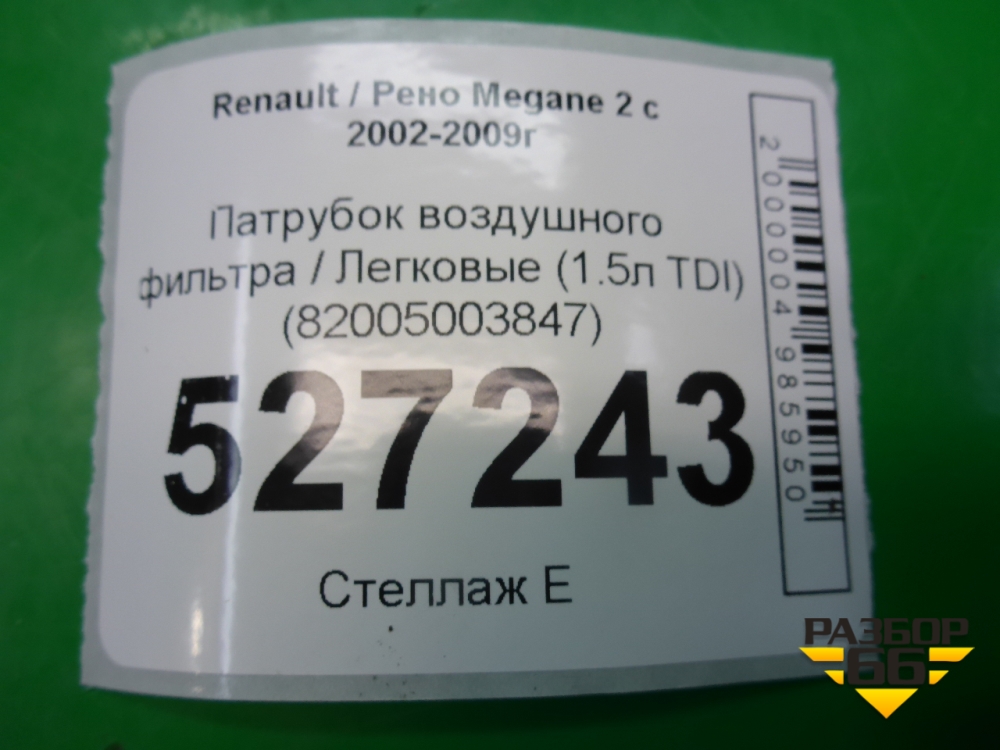 Renault / Рено Megane 2 с
2002-2009г
Патрубок воздушного
фильтра / Легковые (1.5л TDI)
(82005003847)
527243
Стеллаж Е
2000004985950
РАЗБОР
66